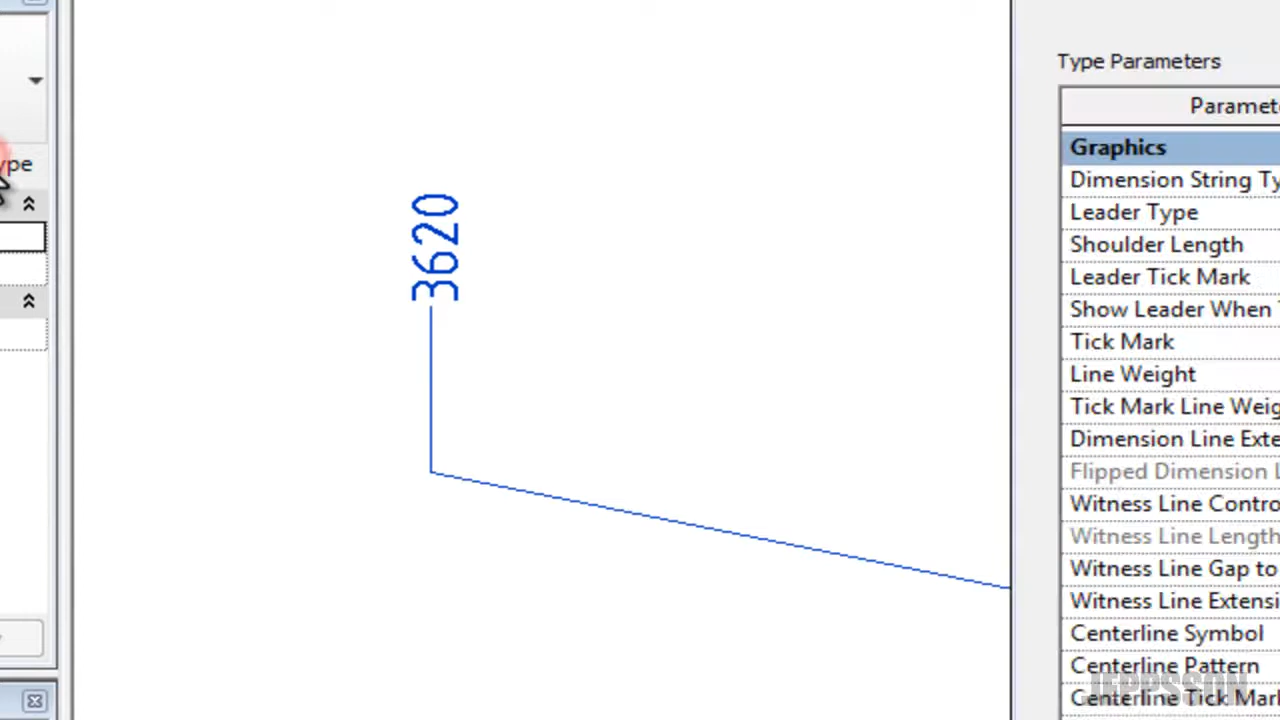 ype
3620
Type Parameters
Paramet
Graphics
Dimension String Ty
Leader Type
Shoulder Length
Leader Tick Mark
Show Leader When
Tick Mark
Line Weight
Tick Mark Line Weig
Dimension Line Exte
Flipped Dimension L
Witness Line Contro
Witness Line Length
Witness Line Gap to
Witness Line Extensi
Centerline Symbol
Centerline Pattern
Centerline Tick Mark
JEPPSSON